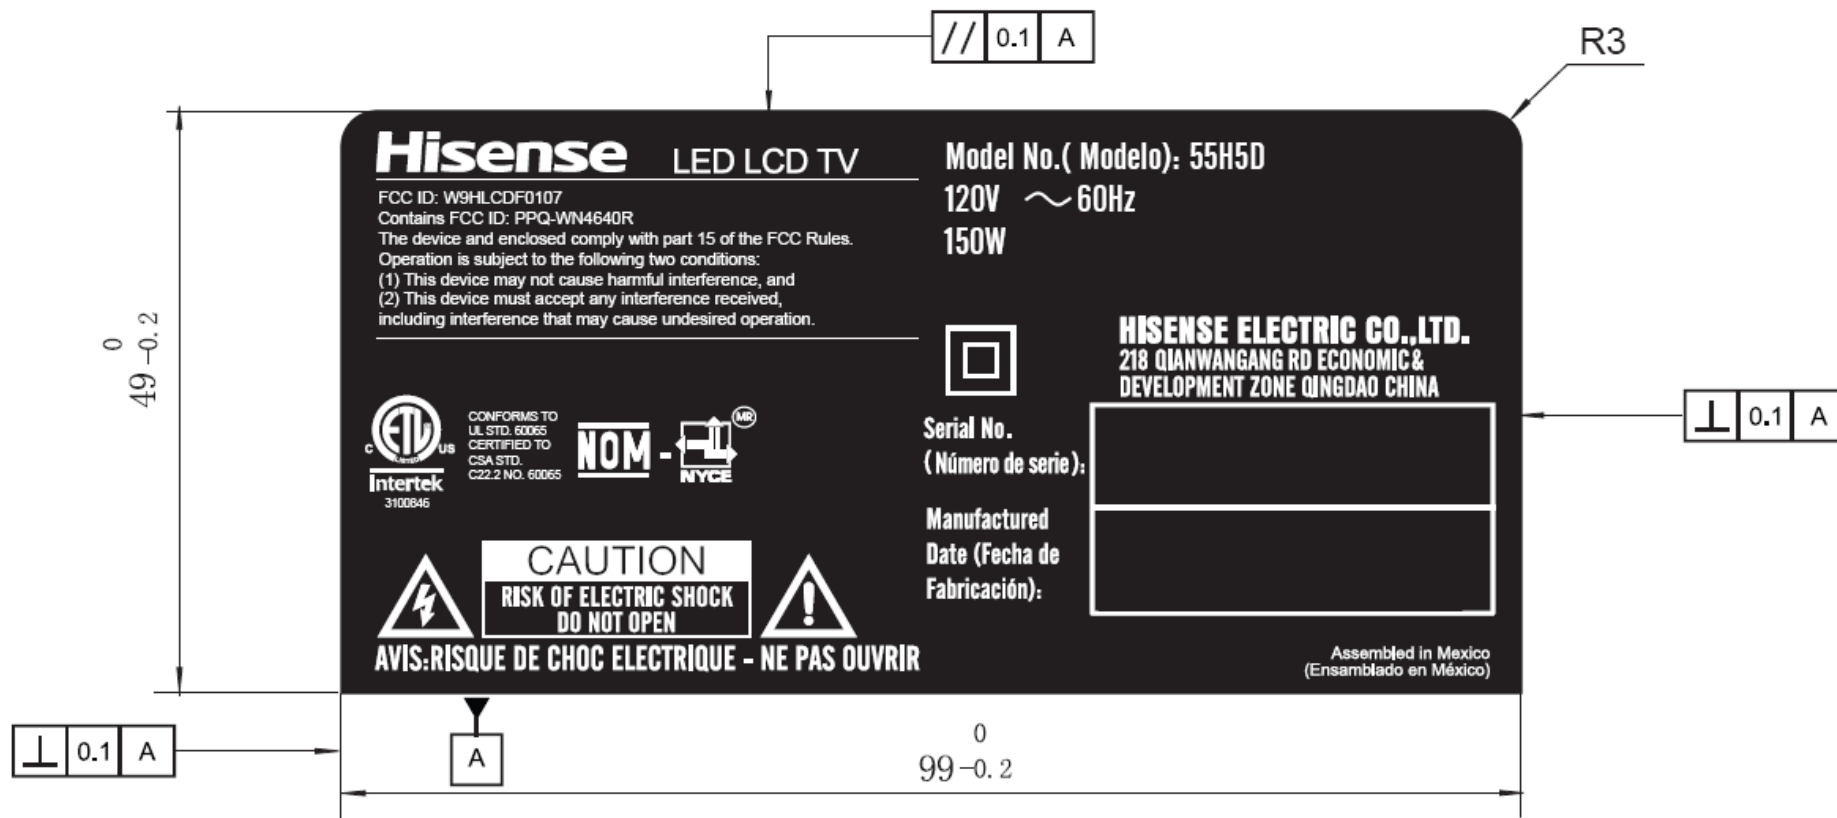 // 0.1 A
R3
Hisense LED LCD TV
FCC ID: W9HLCDF0107
Contains FCC ID: PPQ-WN4640R
The device and enclosed comply with part 15 of the FCC Rules.
Operation is subject to the following two conditions:
(1) This device may not cause harmful interference, and
(2) This device must accept any interference received,
including interference that may cause undesired operation.
Model No.( Modelo): 55H5D
120V ～ 60Hz
150W
HISENSE ELECTRIC CO.,LTD.
218 QIANWANGANG RD ECONOMIC &
DEVELOPMENT ZONE QINGDAO CHINA
0
49-0.2
C ETL US
LISTED
Intertek
3100846
CONFORMS TO
UL STD. 60065
CERTIFIED TO
CSA STD.
C22.2 NO. 60065
NOM - NYCE MR
Serial No.
(Número de serie):
Manufactured
Date (Fecha de
Fabricación):
⊥ 0.1 A
CAUTION
RISK OF ELECTRIC SHOCK
DO NOT OPEN
AVIS:RISQUE DE CHOC ELECTRIQUE - NE PAS OUVRIR
Assembled in Mexico
(Ensamblado en México)
⊥ 0.1 A
A
0
99-0.2